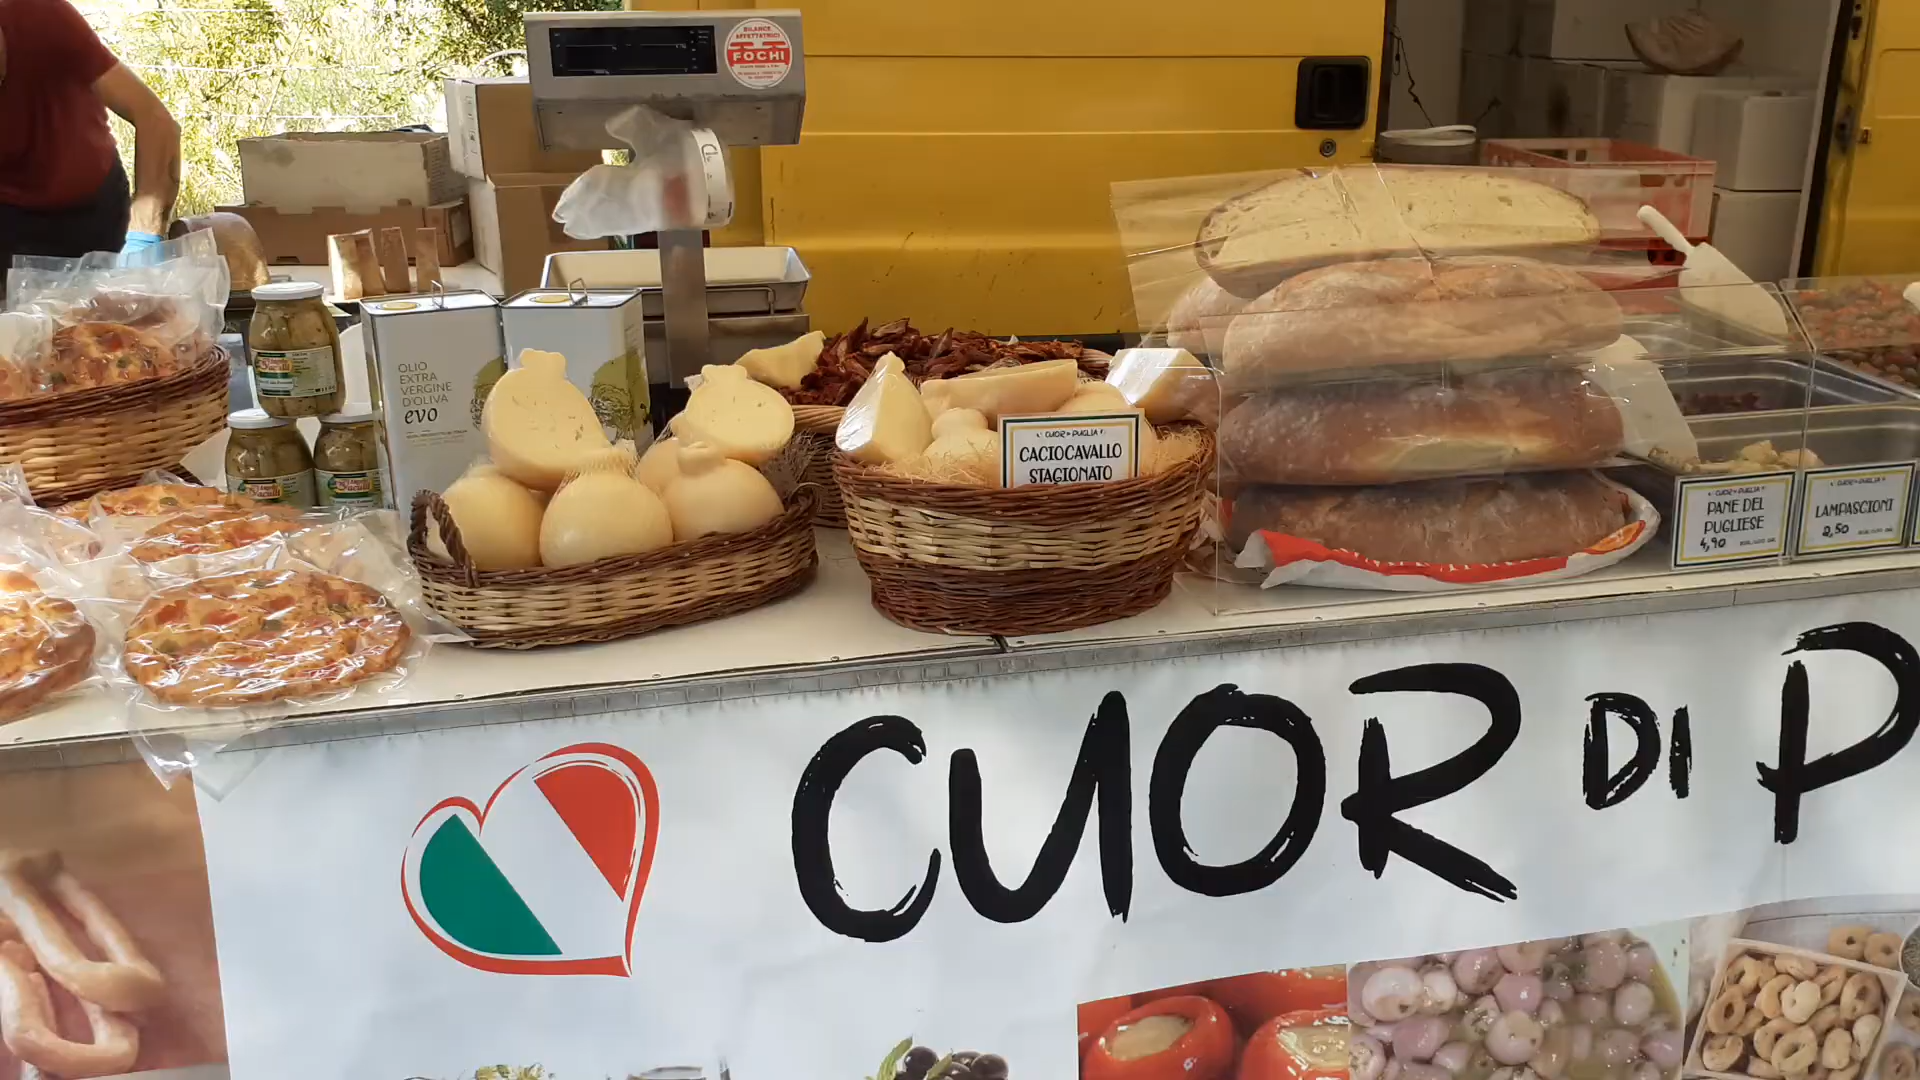 BILANCE
AFFETTATRICI
FOCHI
OLIO
EXTRA
VERGINE
D'OLIVA
evo
CUOR DI PUGLIA
CACIOCAVALLO
STAGIONATO
CUOR DI PUGLIA
PANE DEL
PUGLIESE
4,90
CUOR DI PUGLIA
LAMPASCIONI
2,50
CUOR DI P